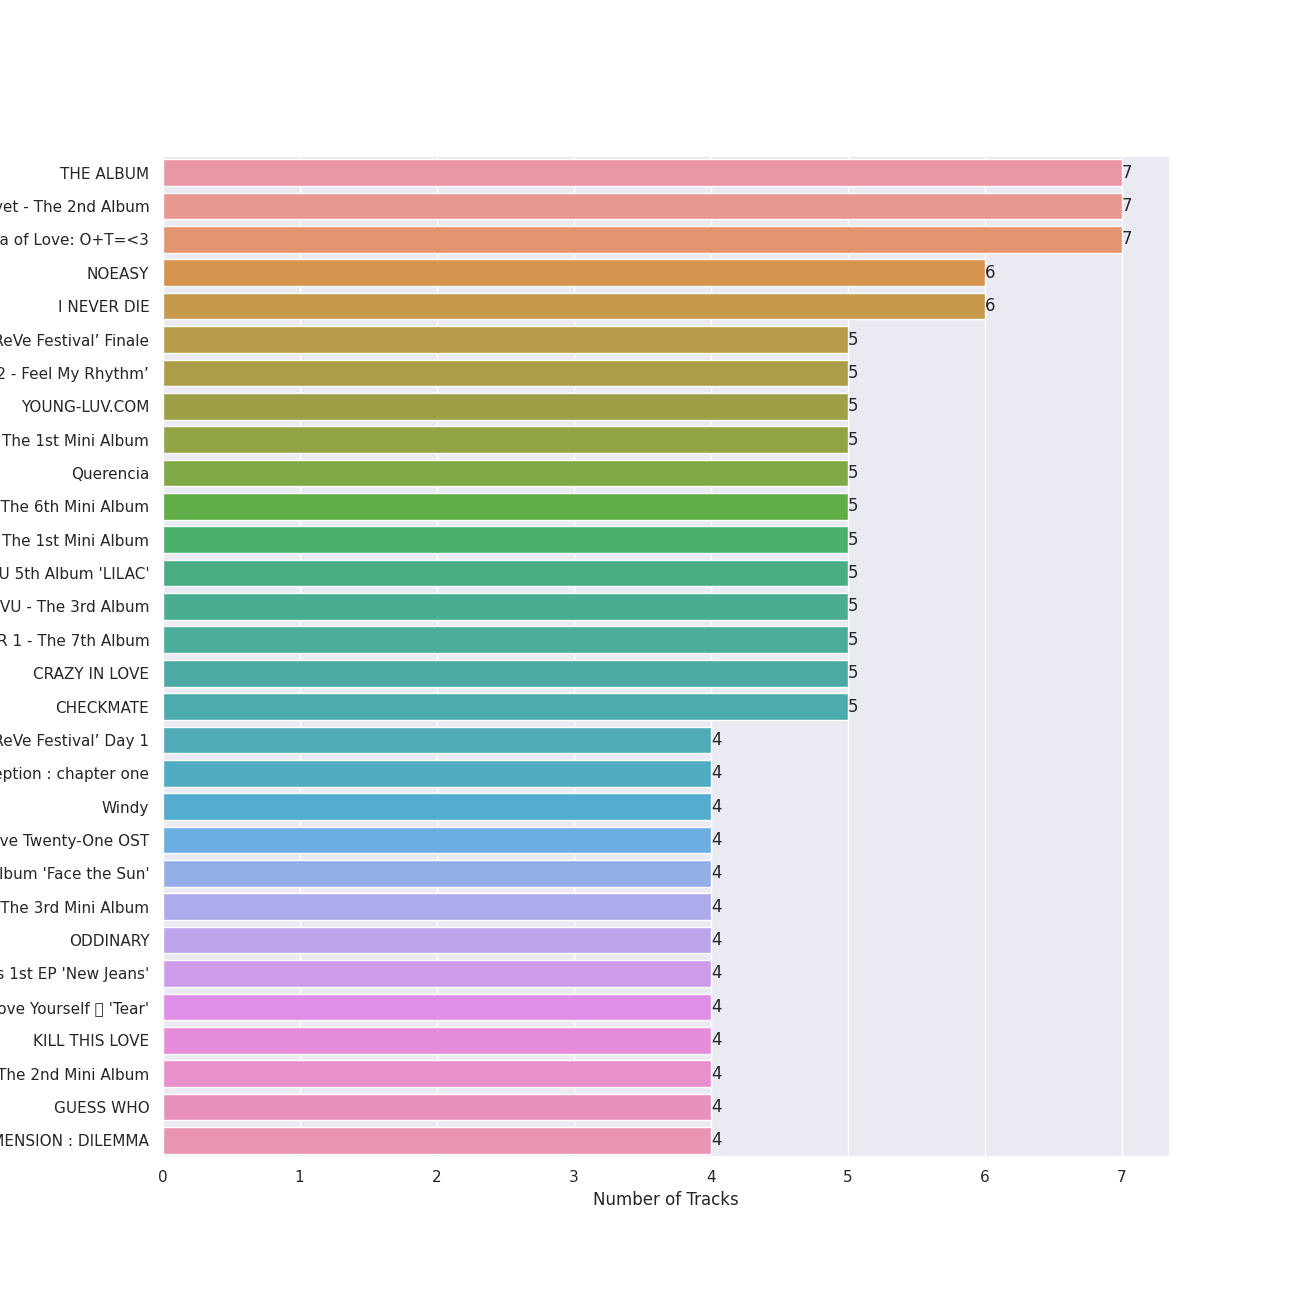 THE ALBUM 7
vet - The 2nd Album 7
a of Love: O+T=<3 7
NOEASY 6
I NEVER DIE 6
ReVe Festival’ Finale 5
2 - Feel My Rhythm’ 5
YOUNG-LUV.COM 5
The 1st Mini Album 5
Querencia 5
The 6th Mini Album 5
The 1st Mini Album 5
U 5th Album 'LILAC' 5
VU - The 3rd Album 5
R 1 - The 7th Album 5
CRAZY IN LOVE 5
CHECKMATE 5
ReVe Festival’ Day 1 4
eption : chapter one 4
Windy 4
ve Twenty-One OST 4
lbum 'Face the Sun' 4
The 3rd Mini Album 4
ODDINARY 4
s 1st EP 'New Jeans' 4
ove Yourself 'Tear' 4
KILL THIS LOVE 4
The 2nd Mini Album 4
GUESS WHO 4
MENSION : DILEMMA 4
0 1 2 3 4 5 6 7
Number of Tracks